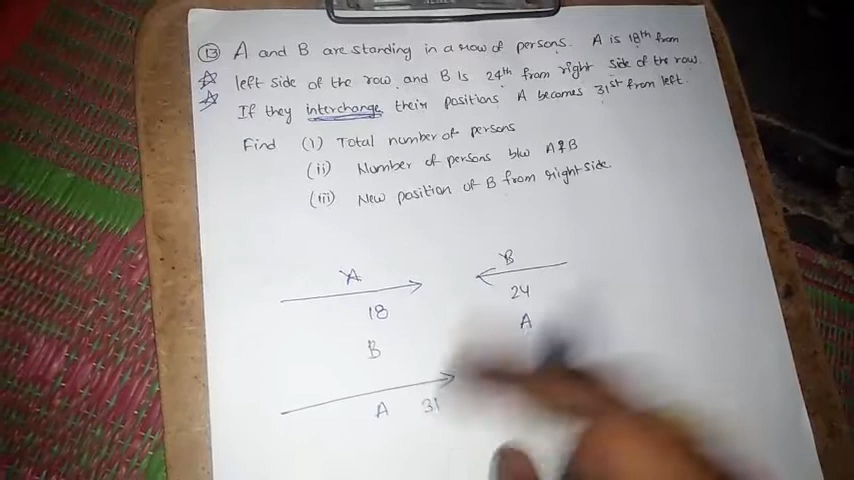 13 A and B are standing in a row of persons. A is 18th from
left side of the row and B is 24th from right side of the row.
If they interchange their positions A becomes 31st from left.
Find (1) Total number of persons
(ii) Number of persons b/w A & B
(iii) New position of B from right side.
A B
18 24
B A
A 31